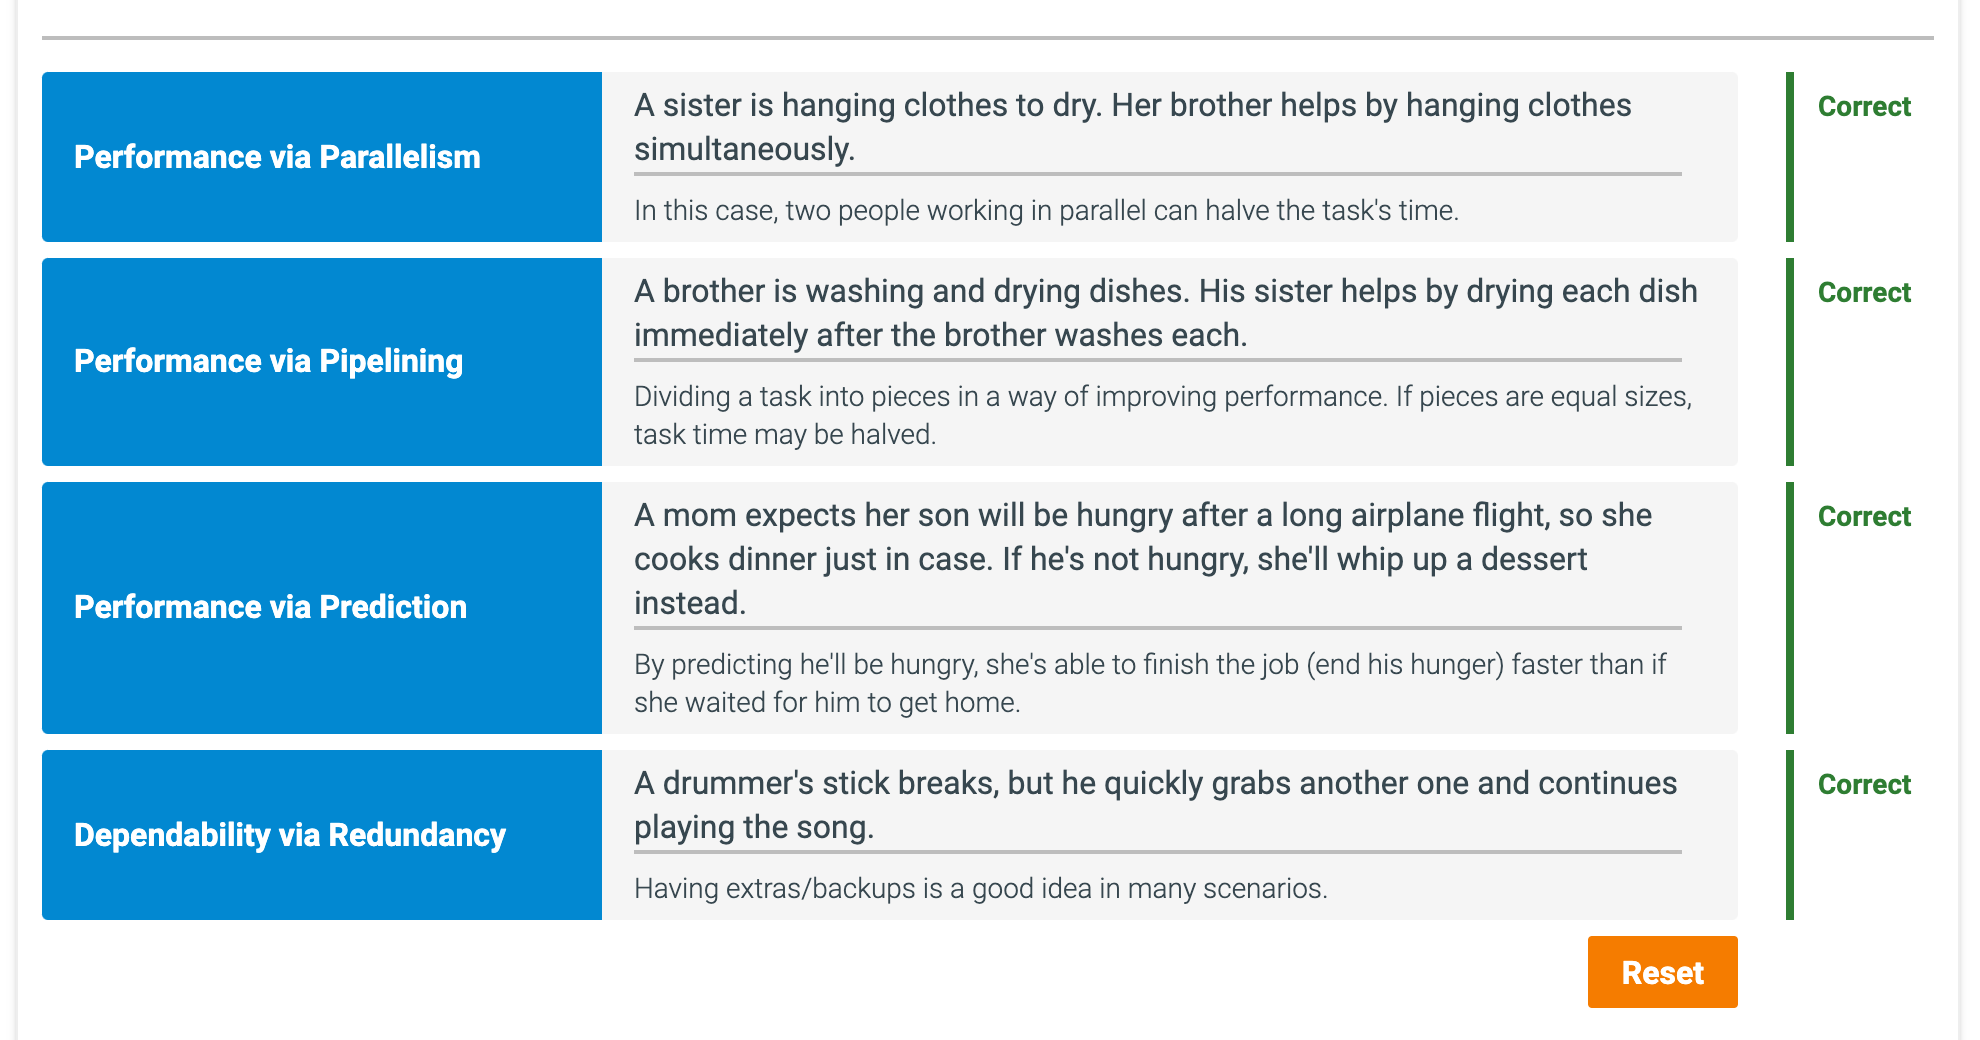 Performance via Parallelism
A sister is hanging clothes to dry. Her brother helps by hanging clothes
simultaneously.
In this case, two people working in parallel can halve the task's time.
Correct
Performance via Pipelining
A brother is washing and drying dishes. His sister helps by drying each dish
immediately after the brother washes each.
Dividing a task into pieces in a way of improving performance. If pieces are equal sizes,
task time may be halved.
Correct
Performance via Prediction
A mom expects her son will be hungry after a long airplane flight, so she
cooks dinner just in case. If he's not hungry, she'll whip up a dessert
instead.
By predicting he'll be hungry, she's able to finish the job (end his hunger) faster than if
she waited for him to get home.
Correct
Dependability via Redundancy
A drummer's stick breaks, but he quickly grabs another one and continues
playing the song.
Having extras/backups is a good idea in many scenarios.
Correct
Reset